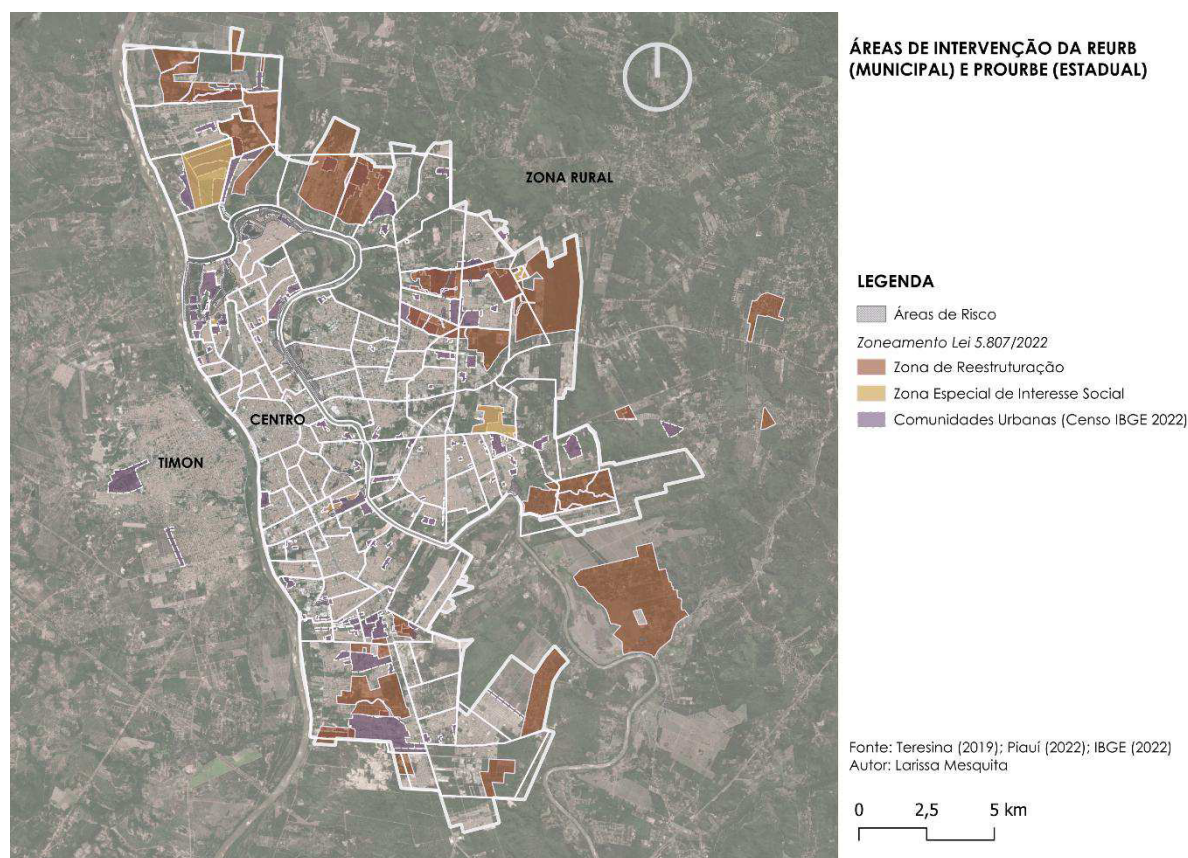 ÁREAS DE INTERVENÇÃO DA REURB
(MUNICIPAL) E PROURBE (ESTADUAL)
ZONA RURAL
CENTRO
TIMON
LEGENDA
Áreas de Risco
Zoneamento Lei 5.807/2022
Zona de Reestruturação
Zona Especial de Interesse Social
Comunidades Urbanas (Censo IBGE 2022)
Fonte: Teresina (2019); Piauí (2022); IBGE (2022)
Autor: Larissa Mesquita
0 2,5 5 km